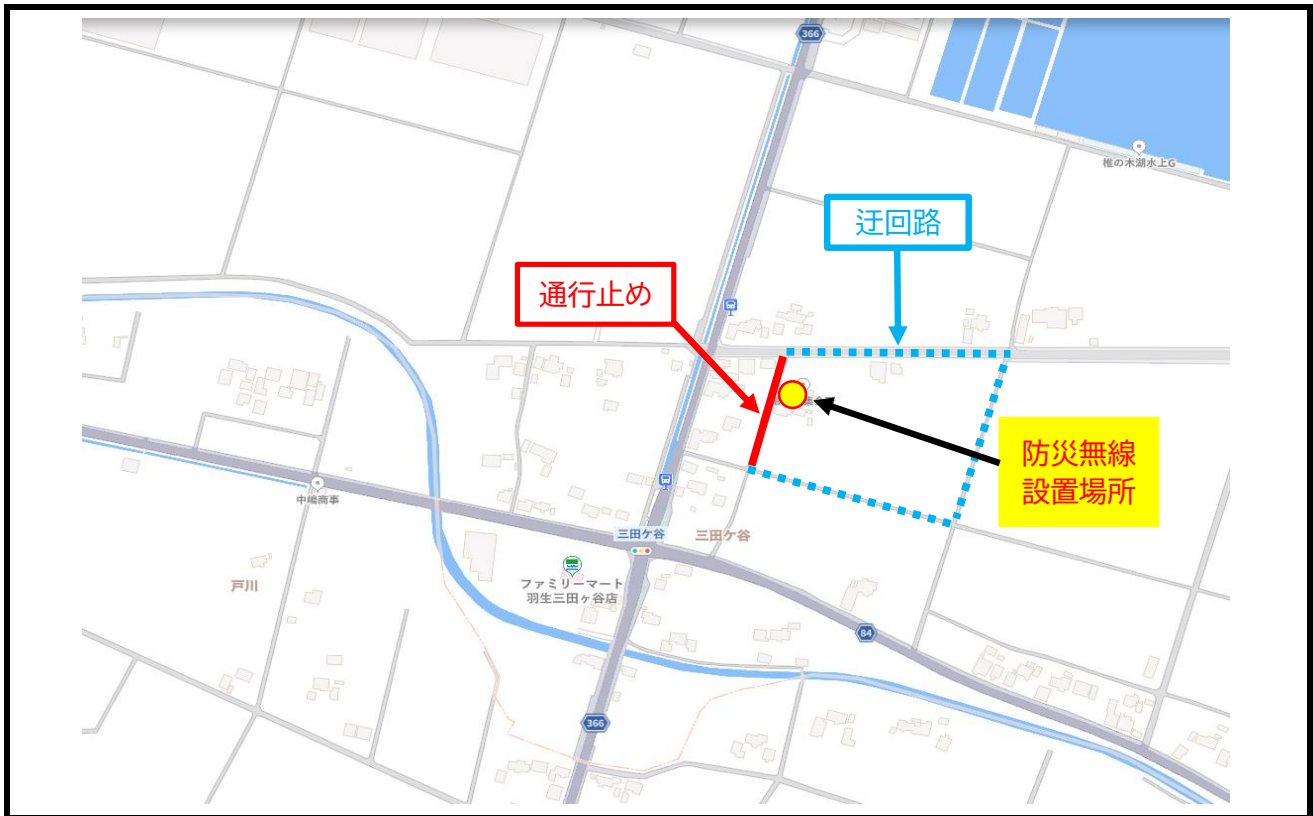 366
椎の木湖水上G
迂回路
通行止め
防災無線
設置場所
中嶋商事
三田ケ谷
三田ケ谷
ファミリーマート
羽生三田ヶ谷店
戸川
84
366